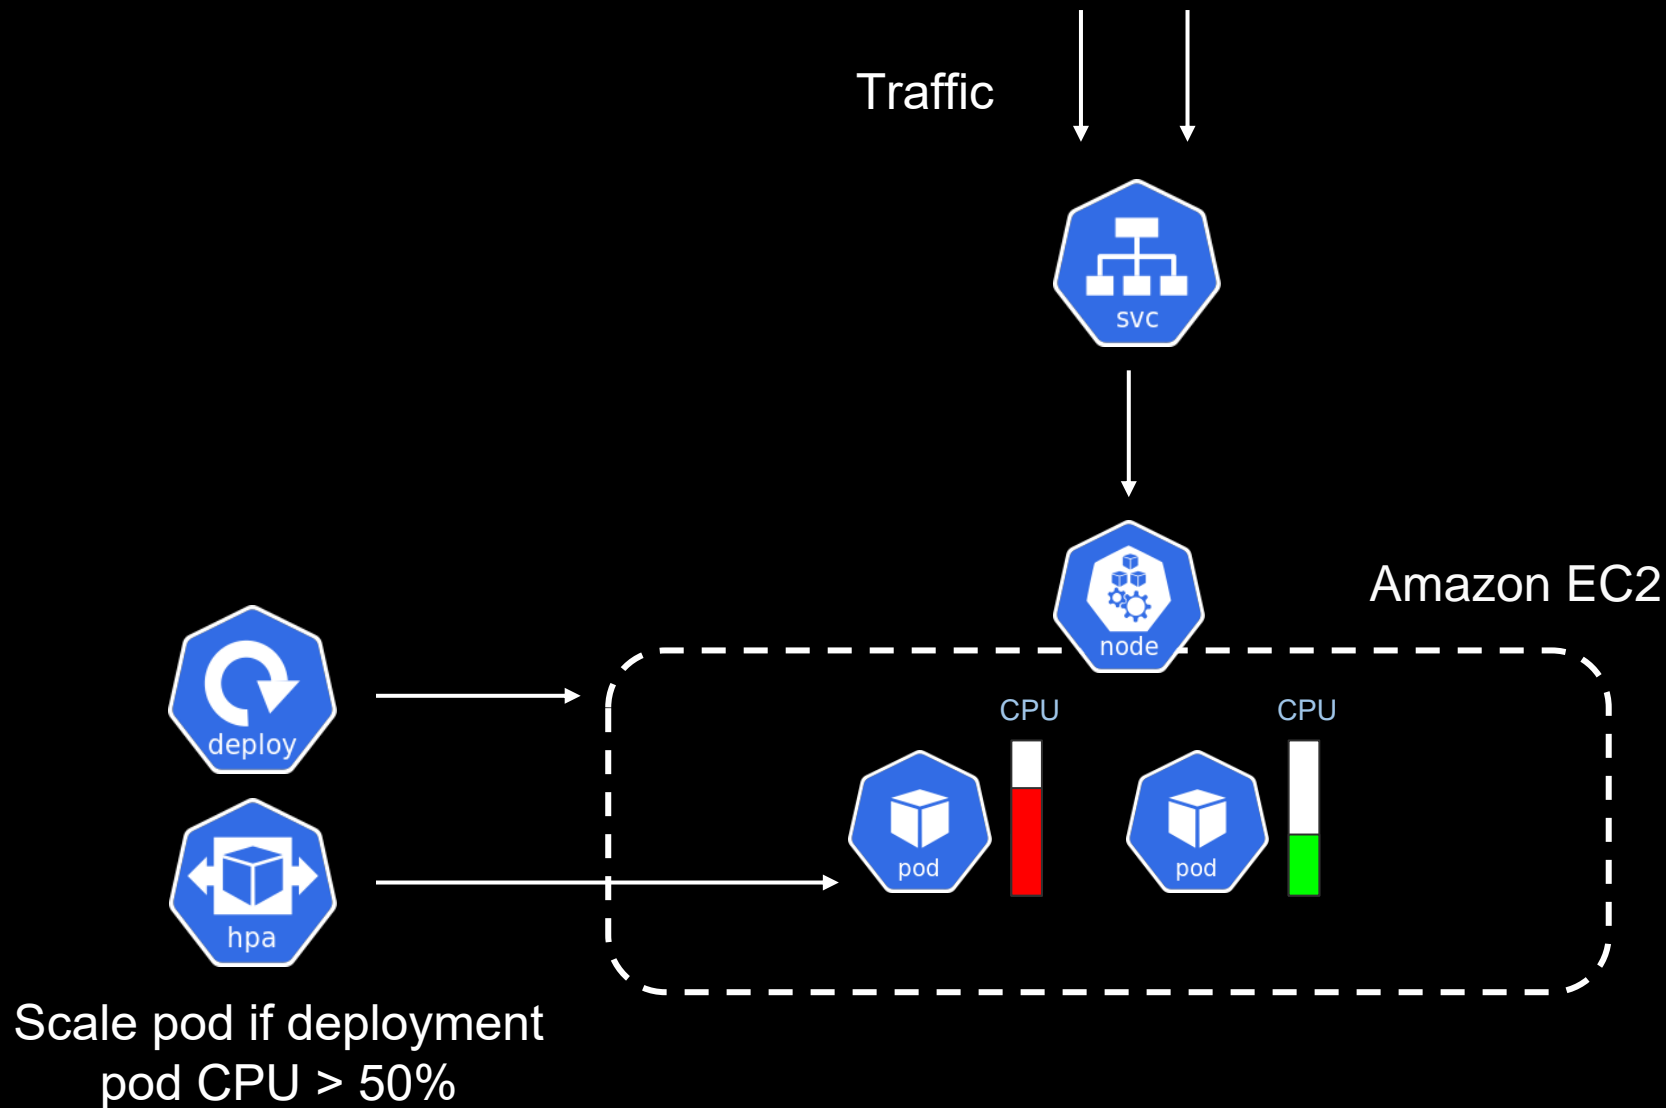 Traffic
svc
Amazon EC2
node
deploy
CPU
CPU
pod
pod
hpa
Scale pod if deployment
pod CPU > 50%